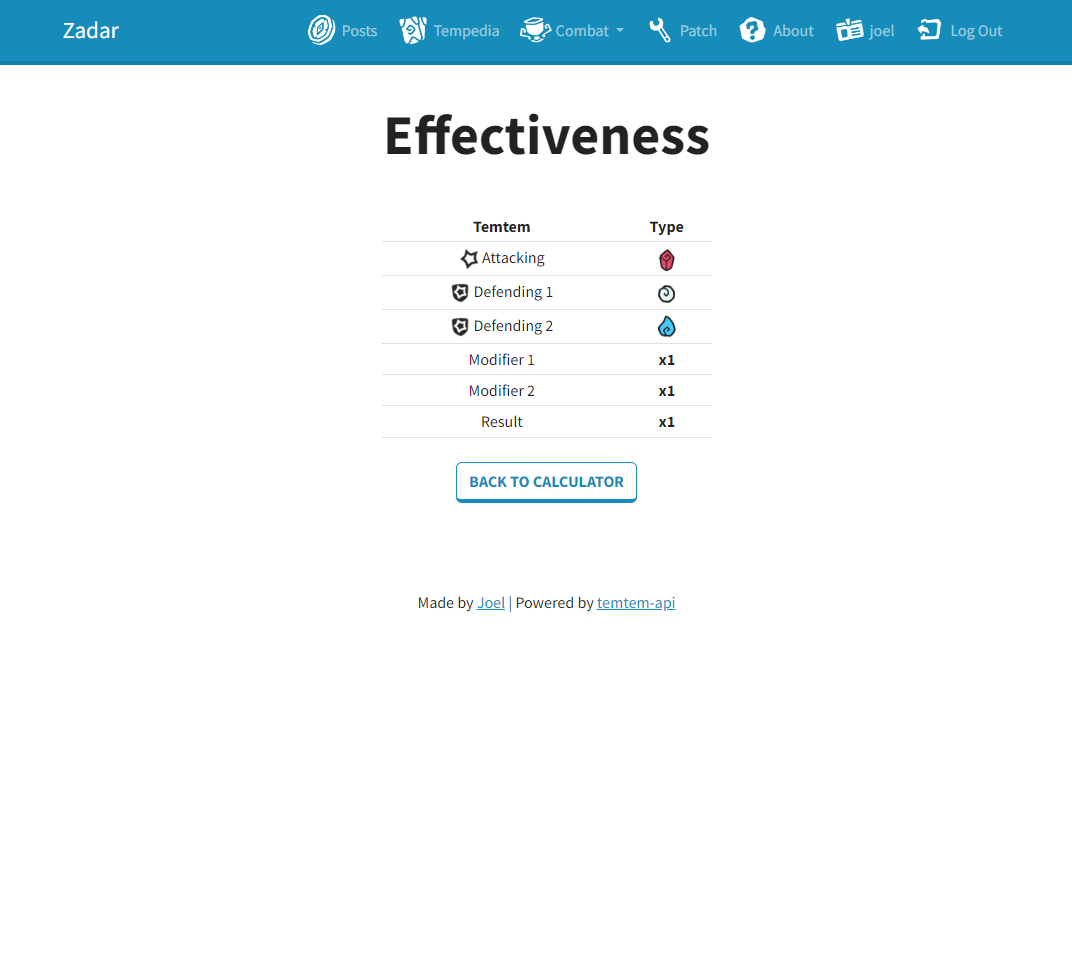 Zadar Posts Tempedia Combat Patch About joel Log Out
Effectiveness
Temtem Type
Attacking
Defending 1
Defending 2
Modifier 1 x1
Modifier 2 x1
Result x1
BACK TO CALCULATOR
Made by Joel | Powered by temtem-api